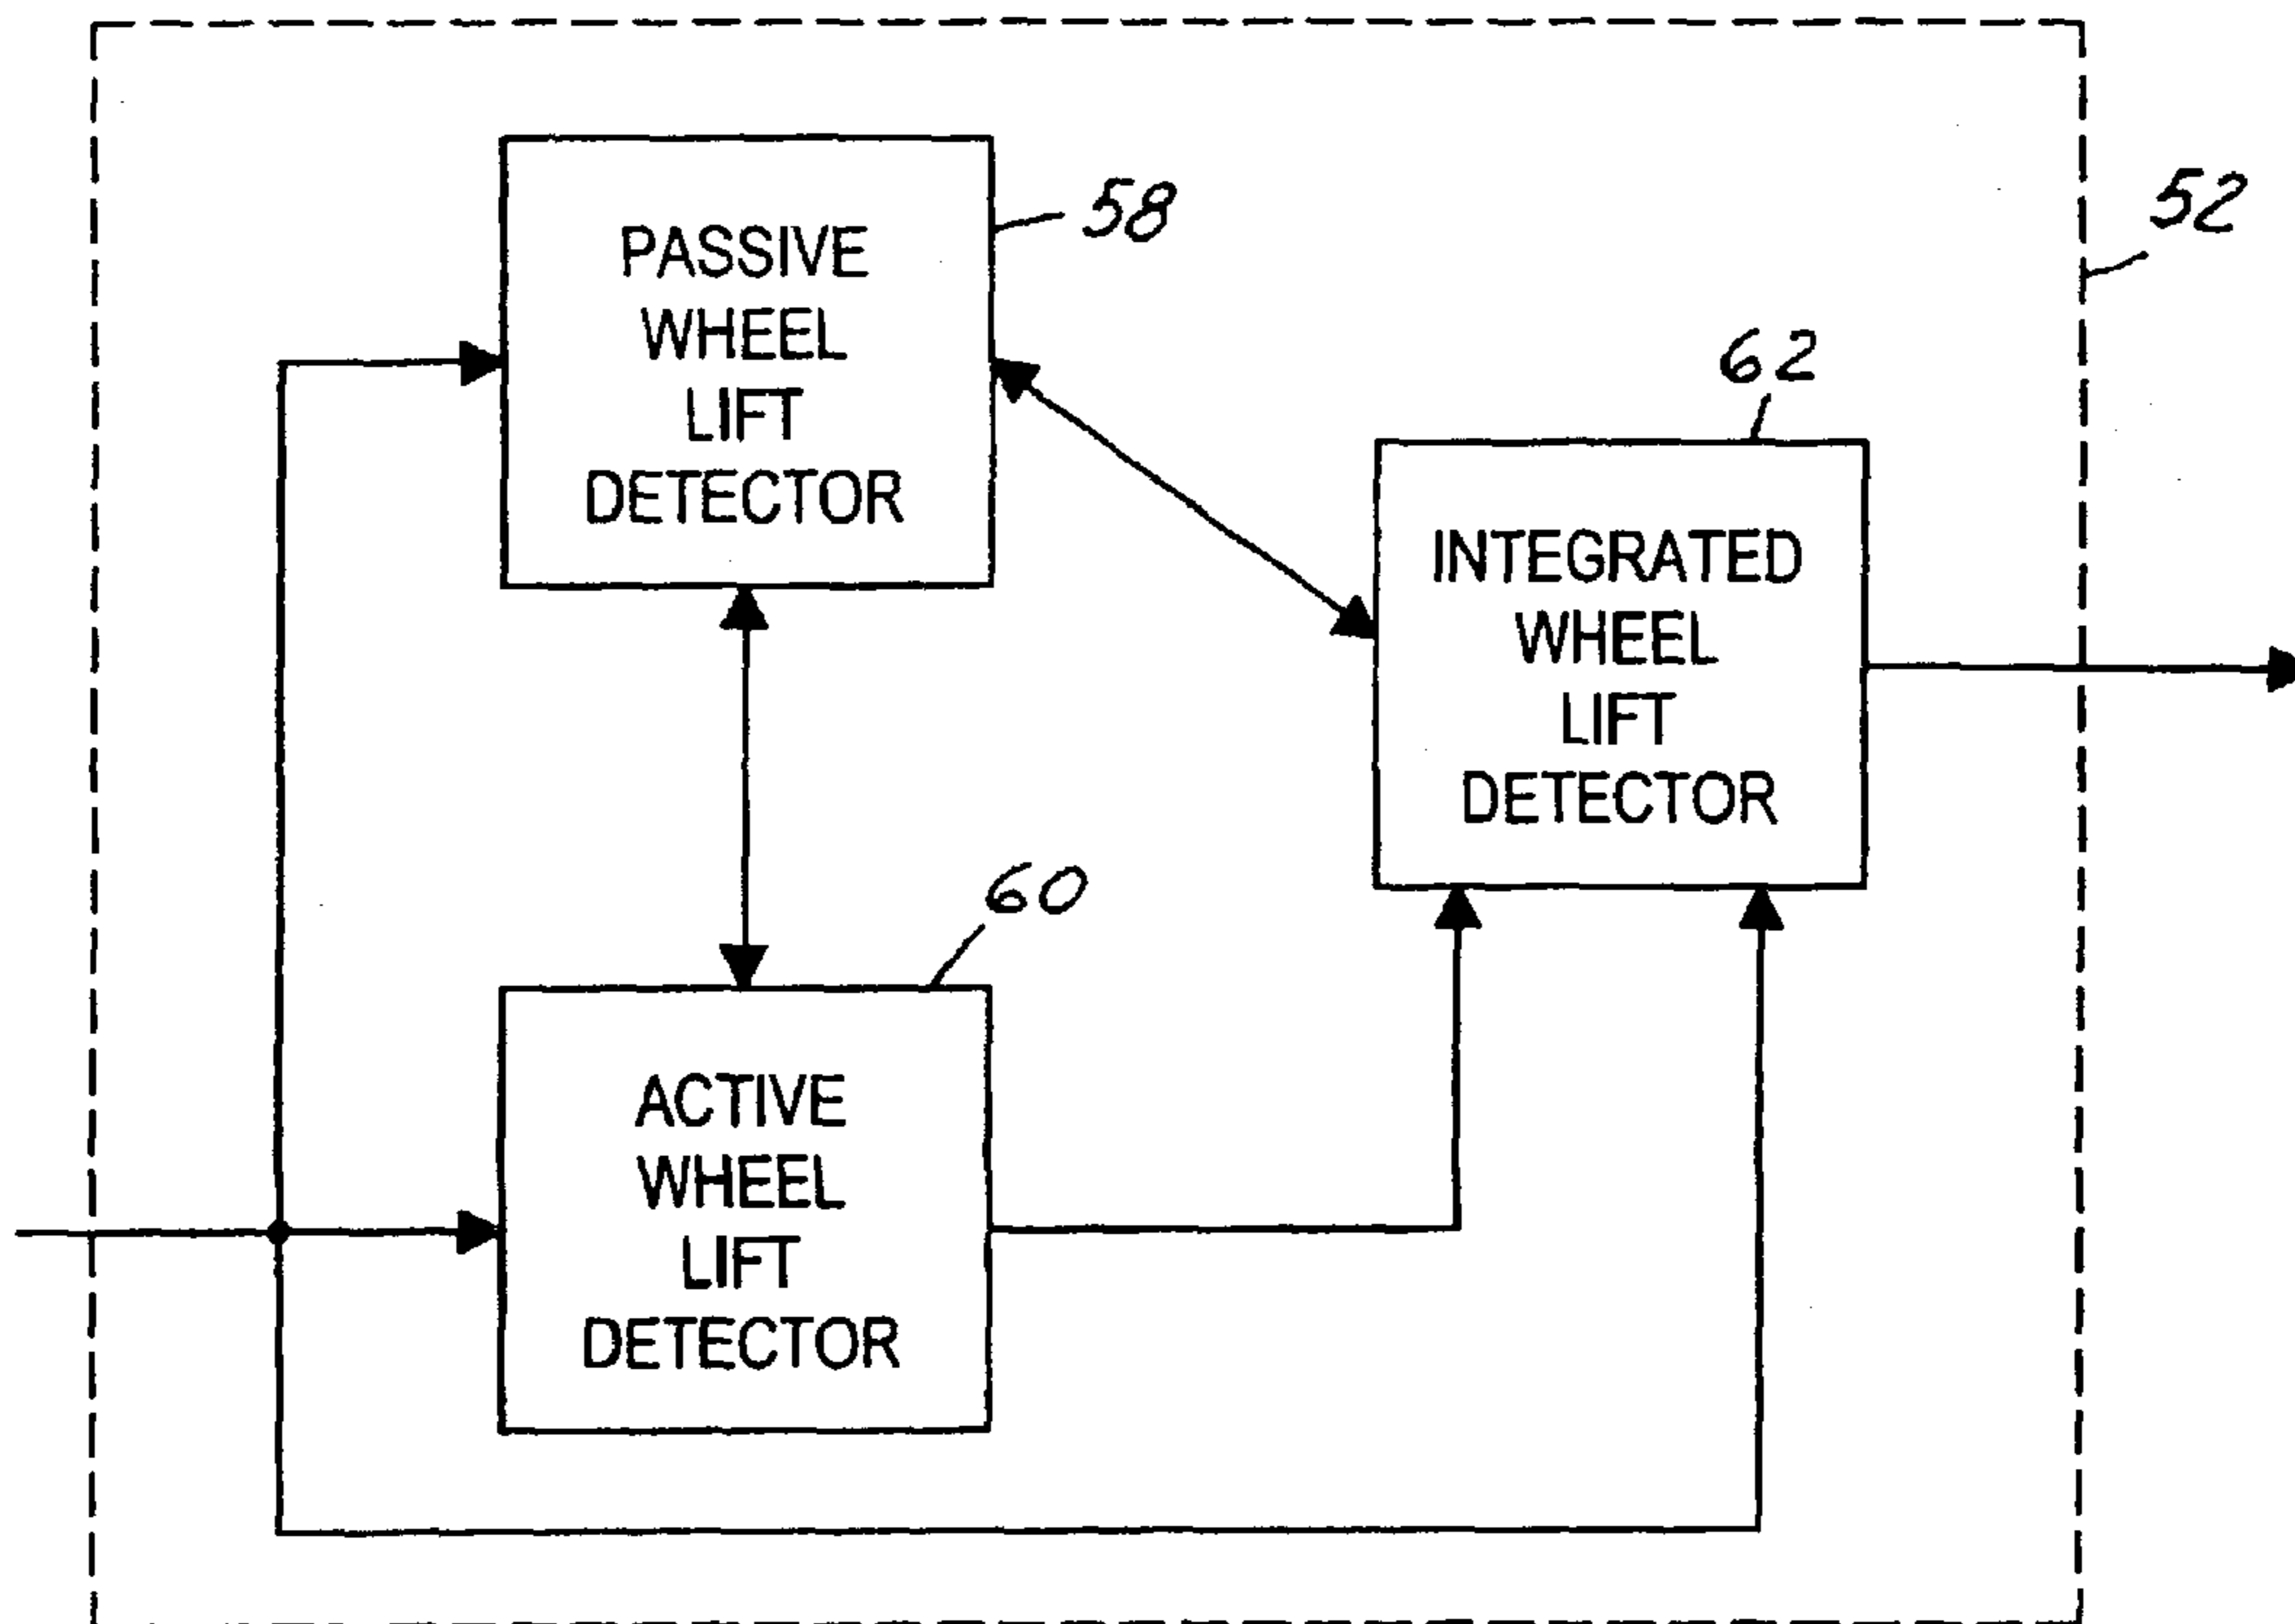 PASSIVE
WHEEL
LIFT
DETECTOR
58
52
62
INTEGRATED
WHEEL
LIFT
DETECTOR
60
ACTIVE
WHEEL
LIFT
DETECTOR